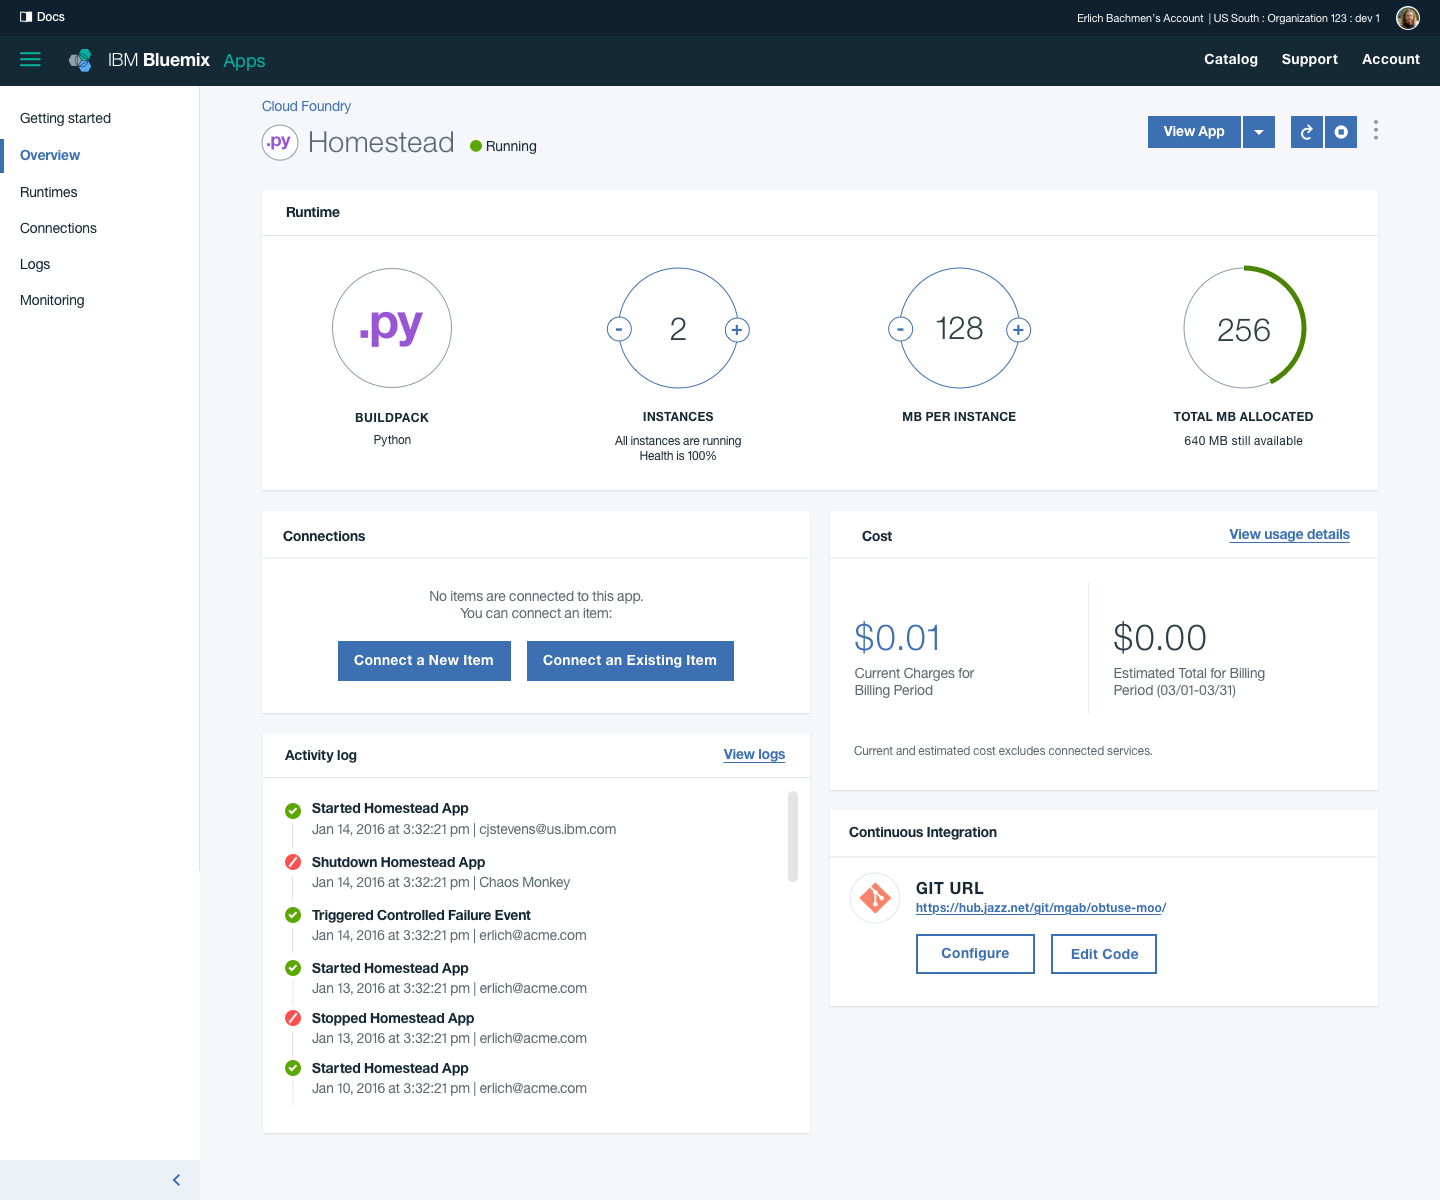 Docs
Erlich Bachmen's Account | US South : Organization 123 : dev 1
IBM Bluemix Apps
Catalog Support Account
Getting started
Overview
Runtimes
Connections
Logs
Monitoring
Cloud Foundry
.py Homestead Running
View App
Runtime
.py
- 2 +
- 128 +
256
BUILDPACK
Python
INSTANCES
All instances are running
Health is 100%
MB PER INSTANCE
TOTAL MB ALLOCATED
640 MB still available
Connections
No items are connected to this app.
You can connect an item:
Connect a New Item Connect an Existing Item
Cost View usage details
$0.01
Current Charges for
Billing Period
$0.00
Estimated Total for Billing
Period (03/01-03/31)
Current and estimated cost excludes connected services.
Activity log View logs
Started Homestead App
Jan 14, 2016 at 3:32:21 pm | cjstevens@us.ibm.com
Shutdown Homestead App
Jan 14, 2016 at 3:32:21 pm | Chaos Monkey
Triggered Controlled Failure Event
Jan 14, 2016 at 3:32:21 pm | erlich@acme.com
Started Homestead App
Jan 13, 2016 at 3:32:21 pm | erlich@acme.com
Stopped Homestead App
Jan 13, 2016 at 3:32:21 pm | erlich@acme.com
Started Homestead App
Jan 10, 2016 at 3:32:21 pm | erlich@acme.com
Continuous Integration
GIT URL
https://hub.jazz.net/git/mgab/obtuse-moo/
Configure Edit Code